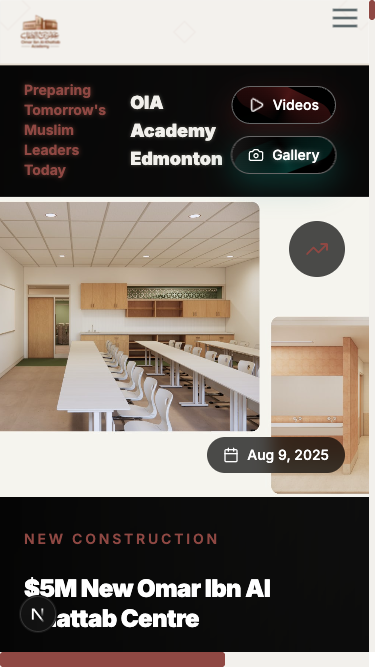 Preparing
Tomorrow's
Muslim
Leaders
Today
OIA
Academy
Edmonton
Videos
Gallery
Aug 9, 2025
NEW CONSTRUCTION
$5M New Omar Ibn Al
attab Centre
N